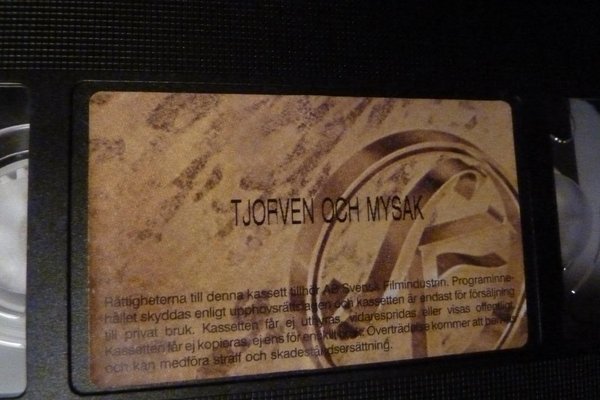 TJORVEN OCH MYSAK
Rättigheterna till denna kassett tillhör AB Svensk Filmindustri. Programinne-
hållet skyddas enligt upphovsrättslagen och kassetten är endast för försäljning
till privat bruk. Kassetten får ej uthyras, vidarespridas eller visas offentligt.
Kassetten får ej kopieras, ej ens för enskilt bruk. Överträdelse kommer att beivras
och kan medföra straff och skadeståndsersättning.